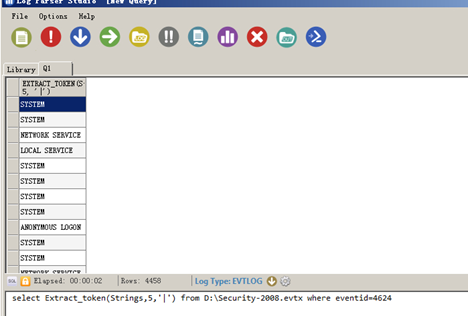 Log Parser Studio [New Query]
File Options Help
Library Q1
EXTRACT_TOKEN(S
5, '|')
SYSTEM
SYSTEM
NETWORK SERVICE
LOCAL SERVICE
SYSTEM
SYSTEM
SYSTEM
SYSTEM
ANONYMOUS LOGON
SYSTEM
SYSTEM
NETWORK SERVICE
Elapsed: 00:00:02 Rows: 4458 Log Type: EVTLOG
select Extract_token(Strings,5,'|') from D:\Security-2008.evtx where eventid=4624